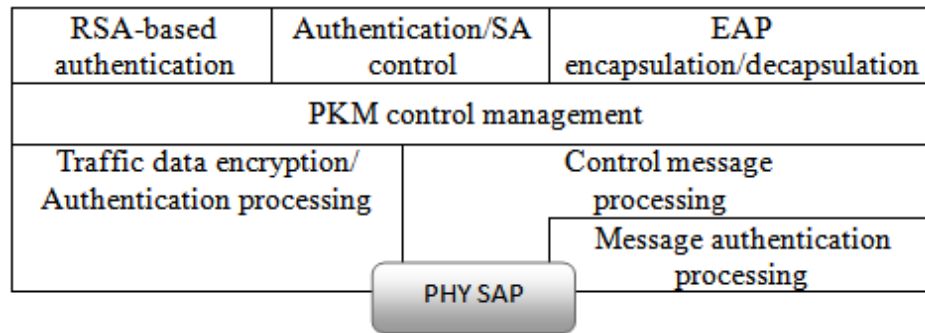 RSA-based
authentication
Authentication/SA
control
EAP
encapsulation/decapsulation
PKM control management
Traffic data encryption/
Authentication processing
Control message
processing
Message authentication
processing
PHY SAP